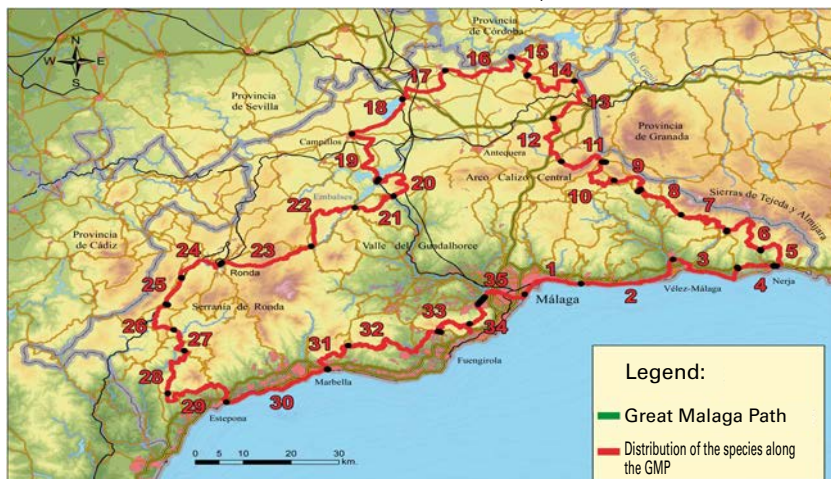 Provincia
de Córdoba
N
W E
S
Río Genil
Provincia
de Sevilla
Provincia
de Granada
Campillos
Antequera
Arco Calizo Central
Sierras de Tejeda y Almijara
Embalses
Valle del Guadalhorce
Provincia
de Cádiz
Ronda
Serranía de Ronda
Málaga
Vélez-Málaga
Nerja
Fuengirola
Marbella
Estepona
1
2
3
4
5
6
7
8
9
10
11
12
13
14
15
16
17
18
19
20
21
22
23
24
25
26
27
28
29
30
31
32
33
34
35
0 5 10 20 30
km.
Legend:
Great Malaga Path
Distribution of the species along
the GMP